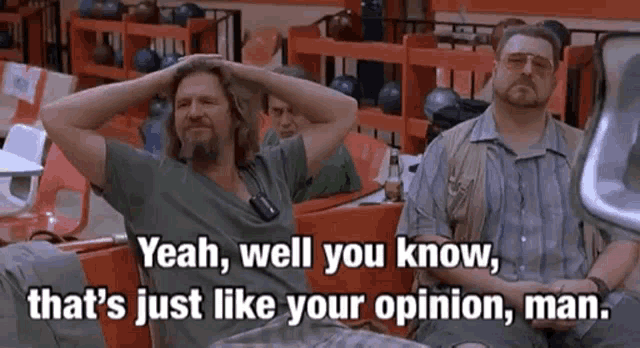 Yeah, well you know,
that's just like your opinion, man.